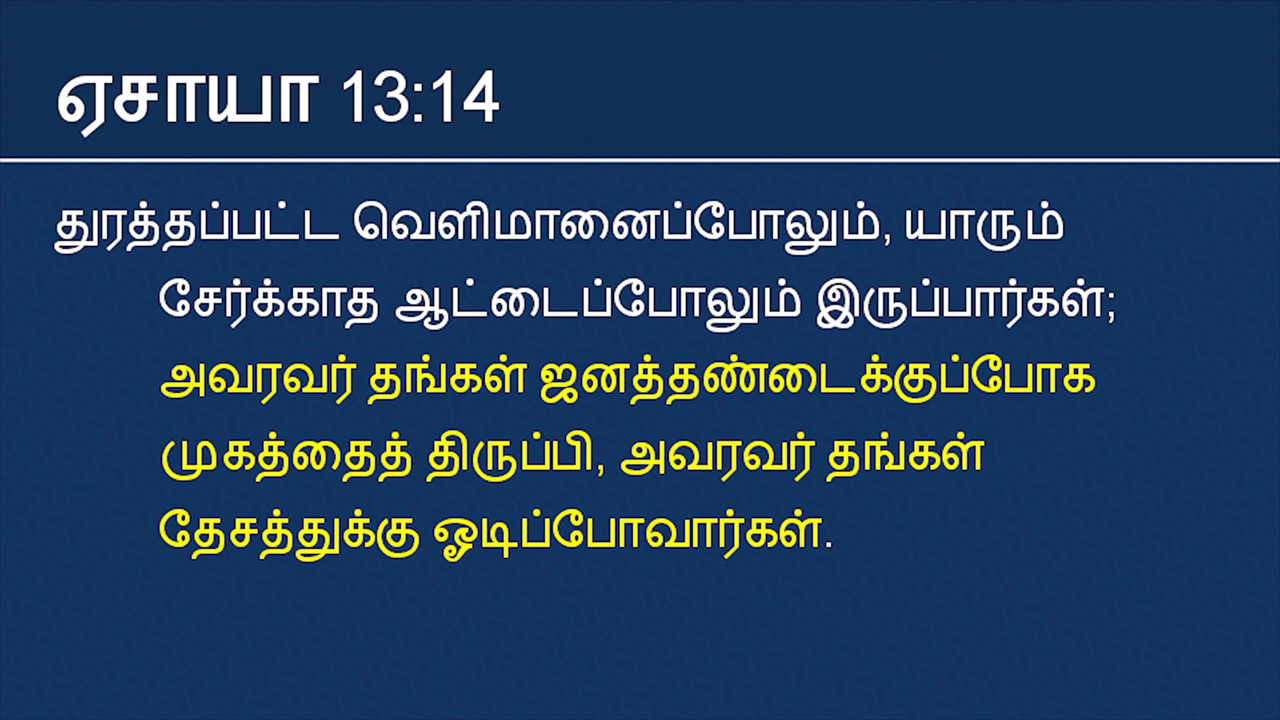 ஏசாயா 13:14
துரத்தப்பட்ட வெளிமானைப்போலும், யாரும்
சேர்க்காத ஆட்டைப்போலும் இருப்பார்கள்;
அவரவர் தங்கள் ஜனத்தண்டைக்குப்போக
முகத்தைத் திருப்பி, அவரவர் தங்கள்
தேசத்துக்கு ஓடிப்போவார்கள்.